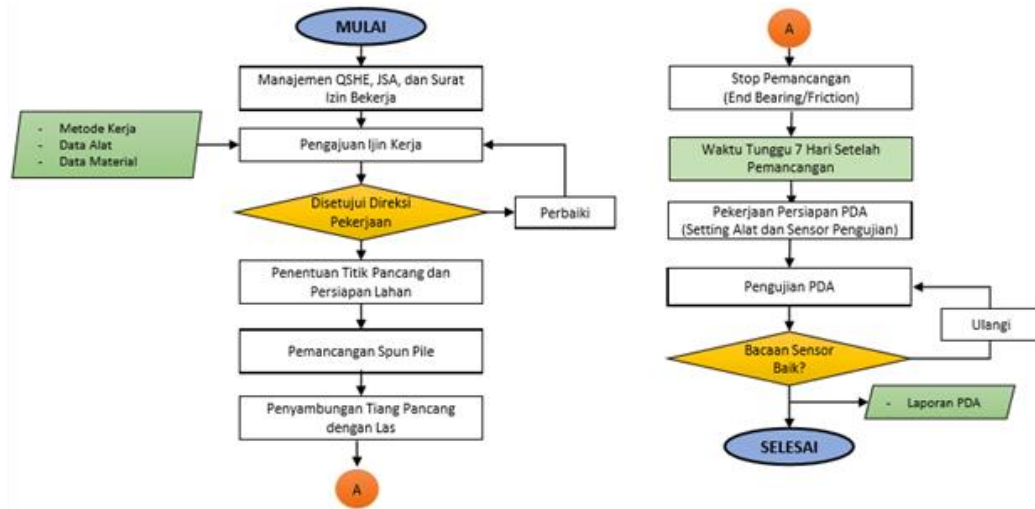 MULAI
Manajemen QSHE, JSA, dan Surat
Izin Bekerja
- Metode Kerja
- Data Alat
- Data Material
Pengajuan Ijin Kerja
Disetujui Direksi
Pekerjaan
Perbaiki
Penentuan Titik Pancang dan
Persiapan Lahan
Pemancangan Spun Pile
Penyambungan Tiang Pancang
dengan Las
A
A
Stop Pemancangan
(End Bearing/Friction)
Waktu Tunggu 7 Hari Setelah
Pemancangan
Pekerjaan Persiapan PDA
(Setting Alat dan Sensor Pengujian)
Pengujian PDA
Ulangi
Bacaan Sensor
Baik?
- Laporan PDA
SELESAI